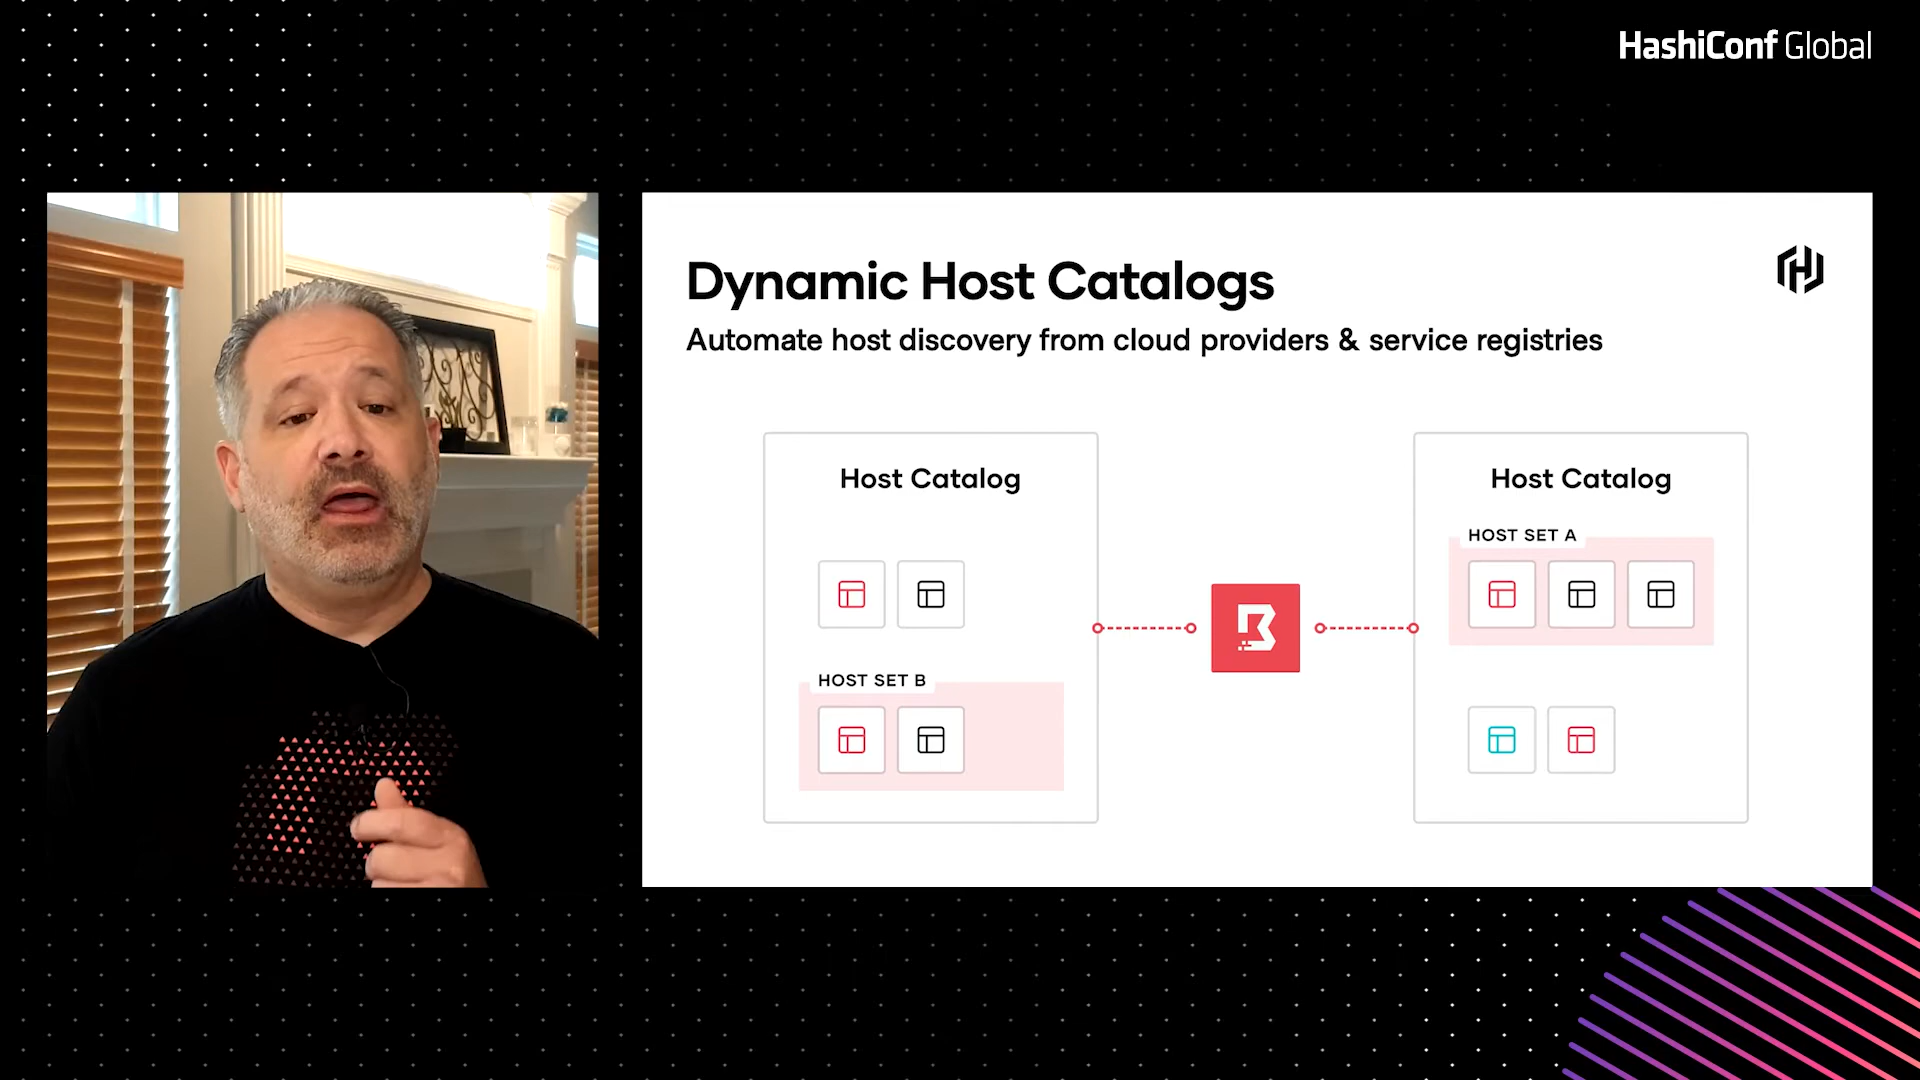 HashiConf Global
Dynamic Host Catalogs
Automate host discovery from cloud providers & service registries
Host Catalog
HOST SET B
Host Catalog
HOST SET A